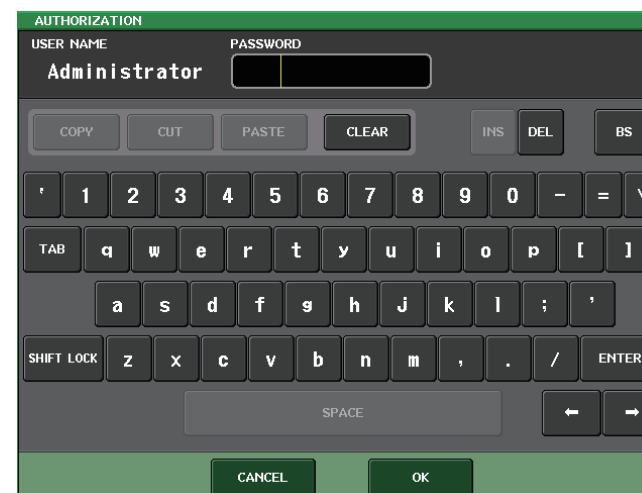 AUTHORIZATION
USER NAME PASSWORD
Administrator
COPY CUT PASTE CLEAR INS DEL BS
' 1 2 3 4 5 6 7 8 9 0 - = \
TAB q w e r t y u i o p [ ]
a s d f g h j k l ; '
SHIFT LOCK z x c v b n m , . / ENTER
SPACE ← →
CANCEL OK